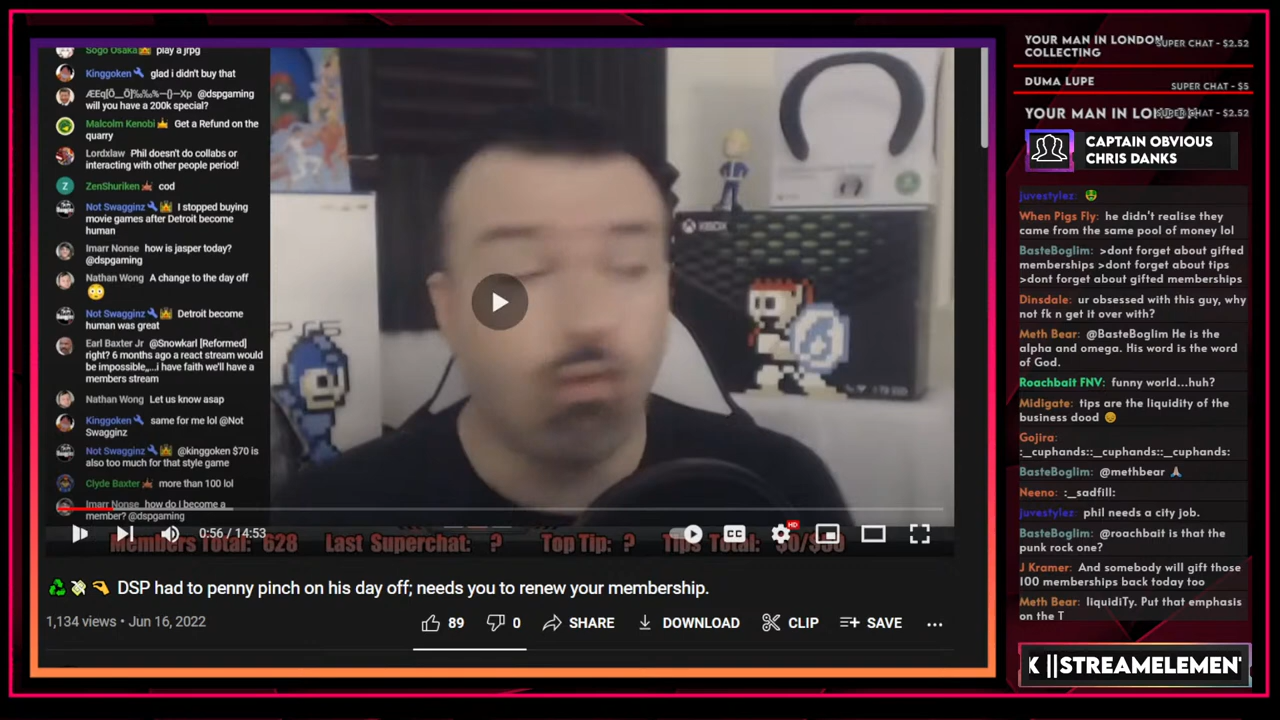 Sogo Osaka play a jrpg
Kinggoken glad i didn't buy that
@dspgaming
will you have a 200k special?
Malcolm Kenobi Get a Refund on the
quarry
Lordxlaw Phil doesn't do collabs or
interacting with other people period!
Z ZenShuriken cod
Not Swagginz I stopped buying
movie games after Detroit become
human
Imarr Nonse how is jasper today?
@dspgaming
Nathan Wong A change to the day off
😳
Not Swagginz Detroit become
human was great
Earl Baxter Jr @Snowkarl [Reformed]
right? 6 months ago a react stream would
be impossible,,...i have faith we'll have a
members stream
Nathan Wong Let us know asap
Kinggoken same for me lol @Not
Swagginz
Not Swagginz @kinggoken $70 is
also too much for that style game
Clyde Baxter more than 100 lol
Imarr Nonse how do I become a
member? @dspgaming
XBOX
0:56 / 14:53
CC
HD
Members Total: 628 Last Superchat: ? Top Tip: ? Tips Total:
♻️💸🤏 DSP had to penny pinch on his day off; needs you to renew your membership.
1,134 views • Jun 16, 2022
89 0 SHARE DOWNLOAD CLIP SAVE ...
YOUR MAN IN LONDON SUPER CHAT - $2.52
COLLECTING
DUMA LUPE SUPER CHAT - $5
YOUR MAN IN LONDON SUPER CHAT - $2.52
CAPTAIN OBVIOUS
CHRIS DANKS
Juvestylez: 🤢
When Pigs Fly: he didn't realise they
came from the same pool of money lol
BasteBoglim: >dont forget about gifted
memberships >dont forget about tips
>dont forget about gifted memberships
Dinsdale: ur obsessed with this guy, why
not fk n get it over with?
Meth Bear: @BasteBoglim He is the
alpha and omega. His word is the word
of God.
Roachbait FNV: funny world...huh?
Midigate: tips are the liquidity of the
business dood 😔
Gojira:
:_cuphands::_cuphands::_cuphands:
BasteBoglim: @methbear 🙏
Neeno: :_sadfill:
Juvestylez: phil needs a city job.
BasteBoglim: @roachbait is that the
punk rock one?
J Kramer: And somebody will gift those
100 memberships back today too
Meth Bear: liquidiTy. Put that emphasis
on the T
K ||STREAMELEMEN